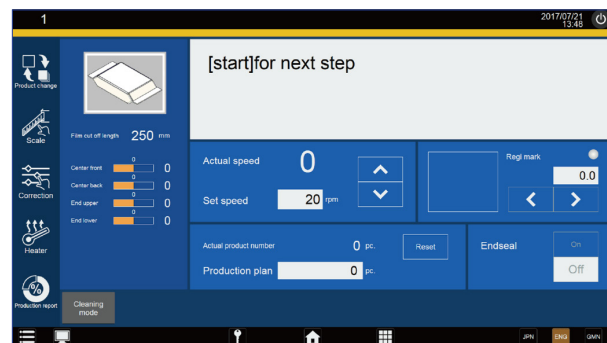 1
2017/07/21
13:48
[start]for next step
Product change
Scale
Correction
Heater
Production report
Film cut off length 250 mm
0
Center front 0
0
Center back 0
0
End upper 0
0
End lower 0
Actual speed 0
Set speed 20 rpm
Regi mark
0.0
Actual product number 0 pc.
Reset
Production plan 0 pc.
Endseal
On
Off
Cleaning
mode
JPN ENG GMN